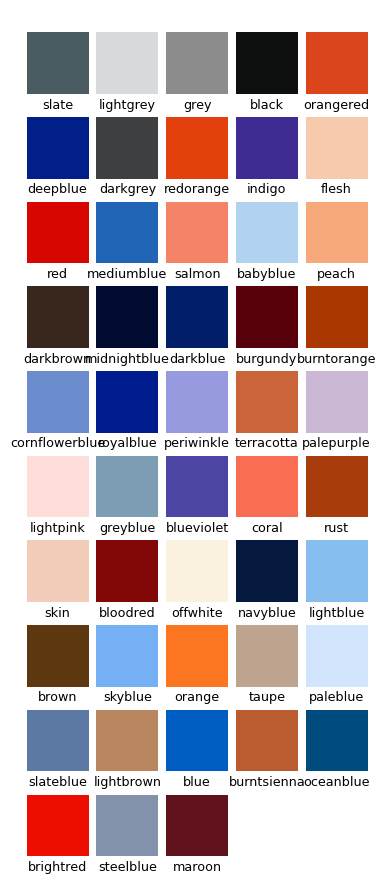 slate lightgrey grey black orangered
deepblue darkgrey redorange indigo flesh
red mediumblue salmon babyblue peach
darkbrown midnightblue darkblue burgundy burntorange
cornflowerblue royalblue periwinkle terracotta palepurple
lightpink greyblue blueviolet coral rust
skin bloodred offwhite navyblue lightblue
brown skyblue orange taupe paleblue
slateblue lightbrown blue burntsienna oceanblue
brightred steelblue maroon